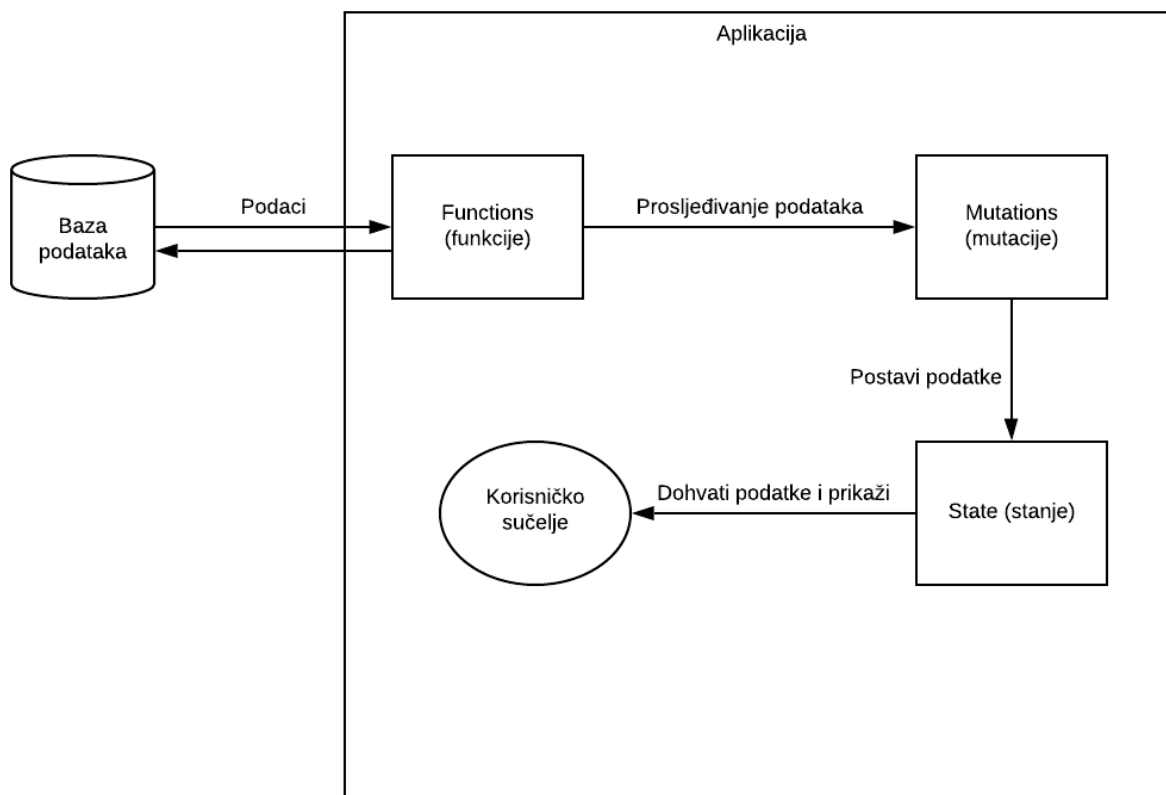 Aplikacija
Baza
podataka
Podaci
Functions
(funkcije)
Prosljeđivanje podataka
Mutations
(mutacije)
Postavi podatke
Korisničko
sučelje
Dohvati podatke i prikaži
State (stanje)